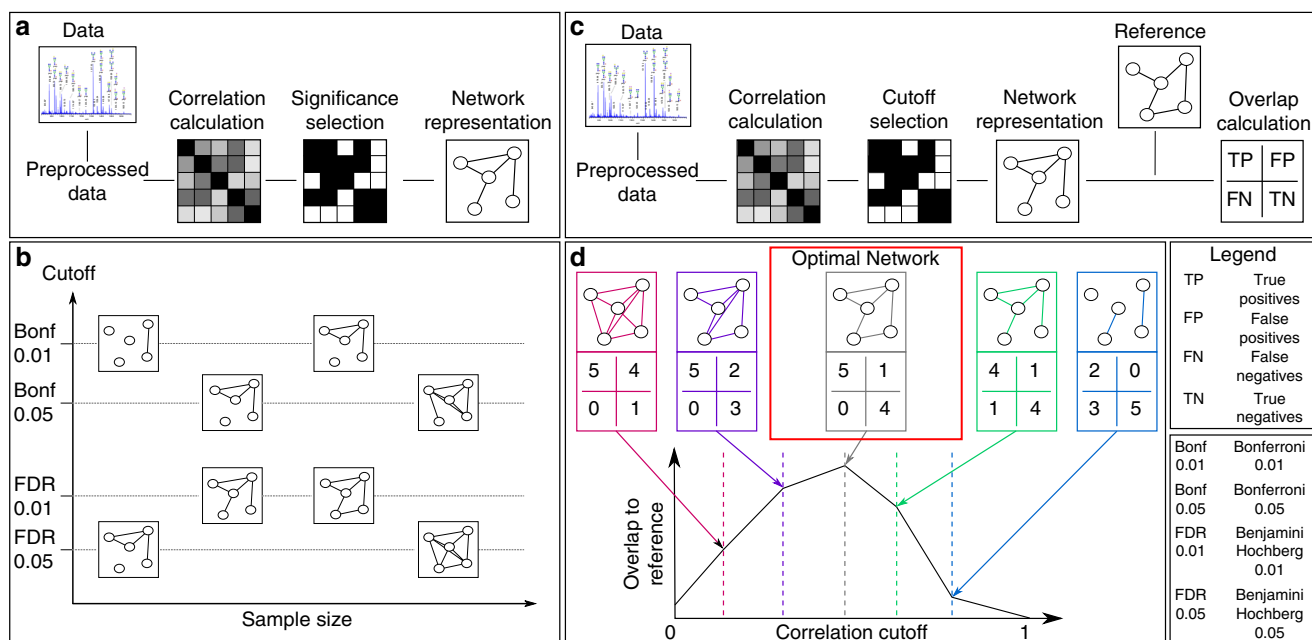 a
Data
Correlation
calculation
Significance
selection
Network
representation
Preprocessed
data
c
Data
Reference
Correlation
calculation
Cutoff
selection
Network
representation
Overlap
calculation
Preprocessed
data
TP FP
FN TN
b
Cutoff
Bonf
0.01
Bonf
0.05
FDR
0.01
FDR
0.05
Sample size
d
Optimal Network
5 4
0 1
5 2
0 3
5 1
0 4
4 1
1 4
2 0
3 5
Overlap to
reference
0
Correlation cutoff
1
Legend
TP True
positives
FP False
positives
FN False
negatives
TN True
negatives
Bonf Bonferroni
0.01 0.01
Bonf Bonferroni
0.05 0.05
FDR Benjamini
0.01 Hochberg
0.01
FDR Benjamini
0.05 Hochberg
0.05